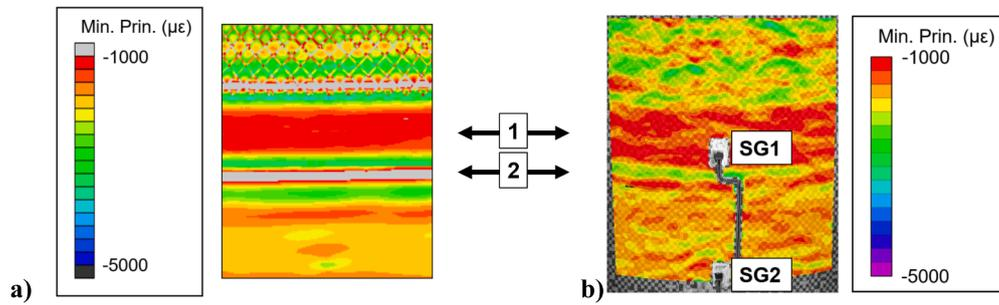 Min. Prin. (με)
-1000
-5000
a)
1
2
b)
SG1
SG2
Min. Prin. (με)
-1000
-5000